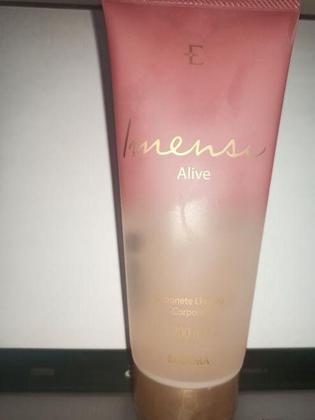 E
Imensi
Alive
Sabonete Líquido
Corporal
200 ml
EUDORA